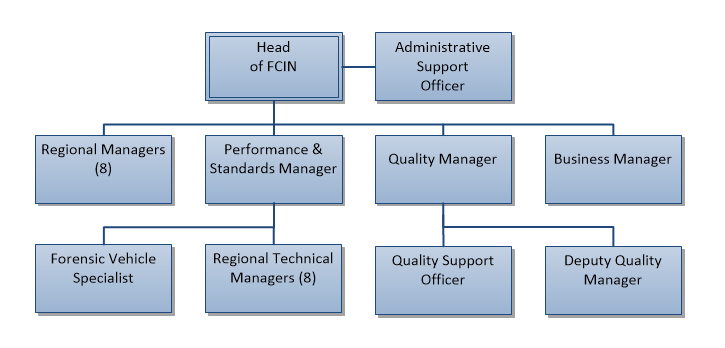 Head
of FCIN
Administrative
Support
Officer
Regional Managers
(8)
Performance &
Standards Manager
Quality Manager
Business Manager
Forensic Vehicle
Specialist
Regional Technical
Managers (8)
Quality Support
Officer
Deputy Quality
Manager